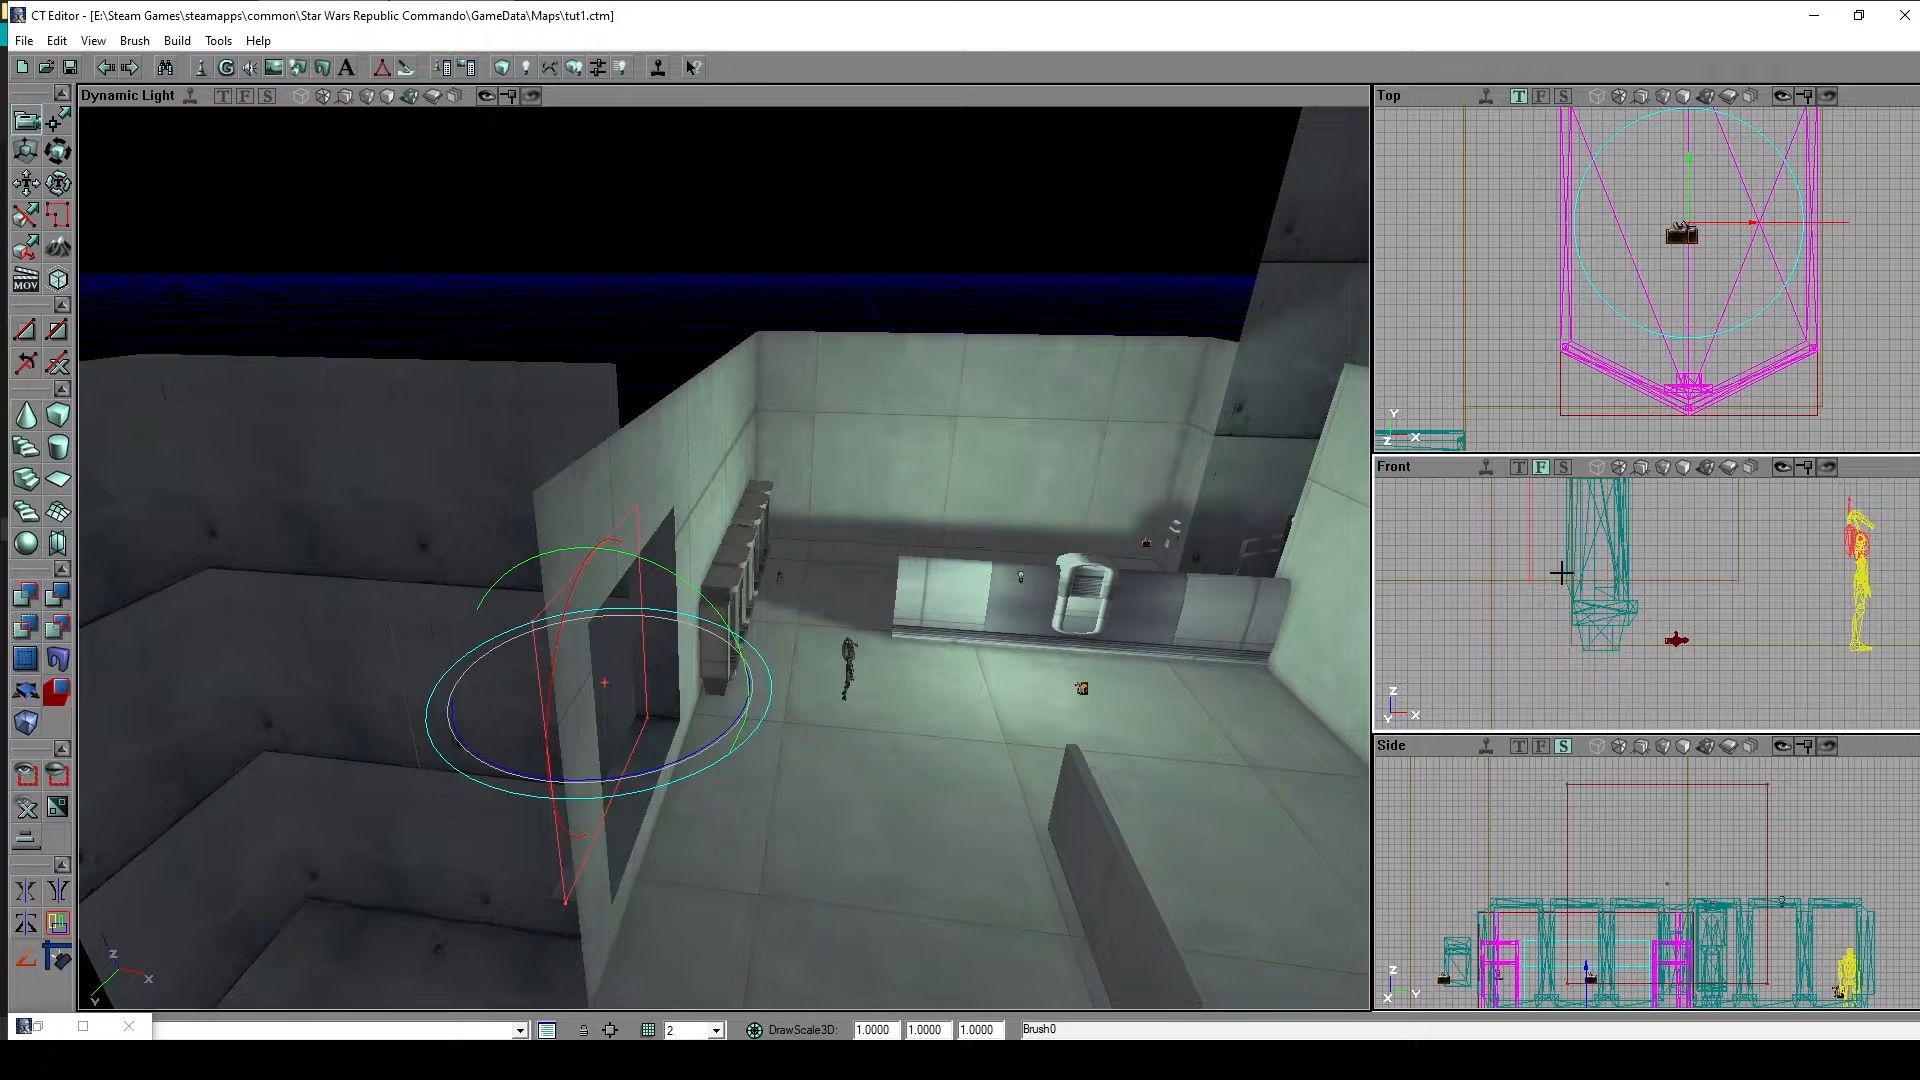 CT Editor - [E:\Steam Games\steamapps\common\Star Wars Republic Commando\GameData\Maps\tut1.ctm]
File Edit View Brush Build Tools Help
G A
Dynamic Light T F S
Top T F S
MOV
Front T F S
Side T F S
Y
Z X
Z
Y X
Z
X Y
Z
X
Y
2 DrawScale3D: 1.0000 1.0000 1.0000 Brush0